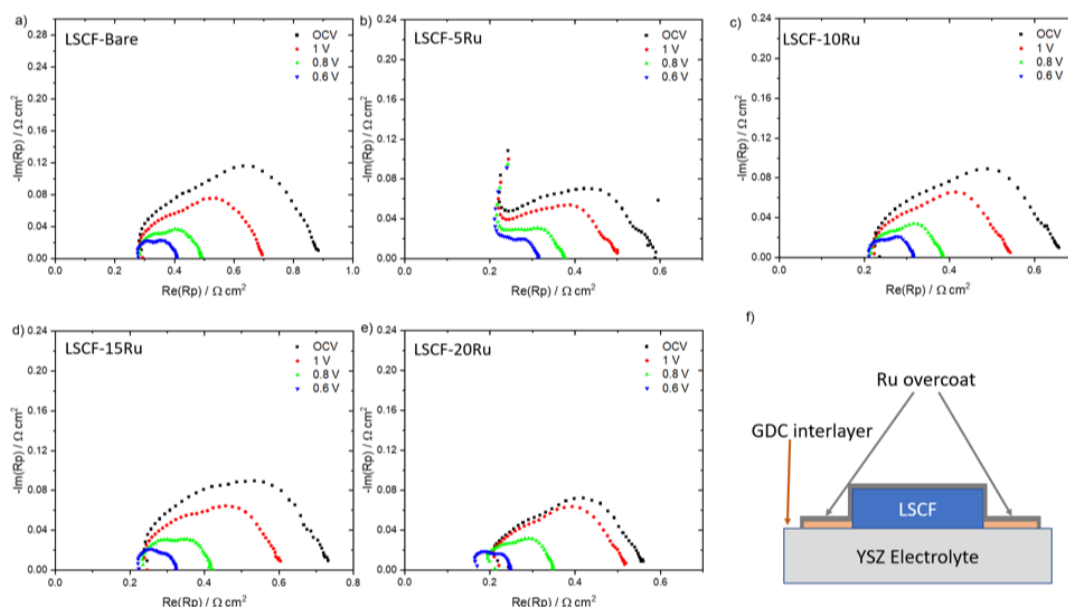 a)
LSCF-Bare
OCV
1 V
0.8 V
0.6 V
-Im(Rp) / Ω cm²
0.28
0.24
0.20
0.16
0.12
0.08
0.04
0.00
0.0 0.2 0.4 0.6 0.8 1.0
Re(Rp) / Ω cm²
b)
LSCF-5Ru
OCV
1 V
0.8 V
0.6 V
-Im(Rp) / Ω cm²
0.24
0.20
0.16
0.12
0.08
0.04
0.00
0.0 0.2 0.4 0.6
Re(Rp) / Ω cm²
c)
LSCF-10Ru
OCV
1 V
0.8 V
0.6 V
-Im(Rp) / Ω cm²
0.24
0.20
0.16
0.12
0.08
0.04
0.00
0.0 0.2 0.4 0.6
Re(Rp) / Ω cm²
d)
LSCF-15Ru
OCV
1 V
0.8 V
0.6 V
-Im(Rp) / Ω cm²
0.24
0.20
0.16
0.12
0.08
0.04
0.00
0.0 0.2 0.4 0.6 0.8
Re(Rp) / Ω cm²
e)
LSCF-20Ru
OCV
1 V
0.8 V
0.6 V
-Im(Rp) / Ω cm²
0.24
0.20
0.16
0.12
0.08
0.04
0.00
0.0 0.2 0.4 0.6
Re(Rp) / Ω cm²
f)
Ru overcoat
GDC interlayer
LSCF
YSZ Electrolyte